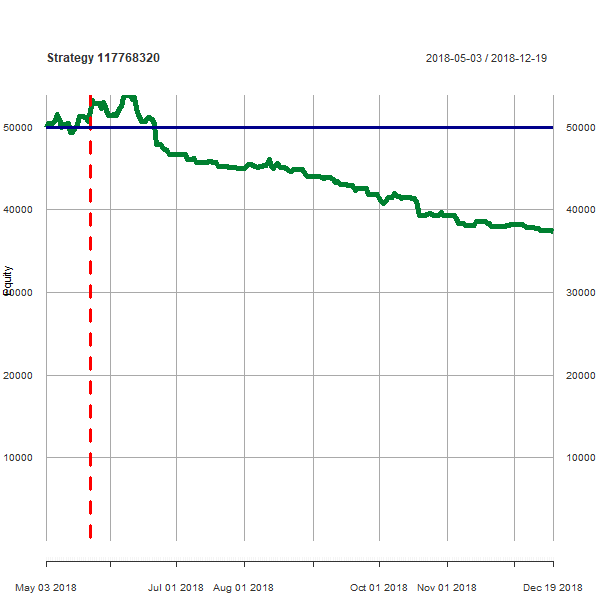 Strategy 117768320
2018-05-03 / 2018-12-19
50000
50000
40000
40000
Equity
30000
30000
20000
20000
10000
10000
May 03 2018
Jul 01 2018
Aug 01 2018
Oct 01 2018
Nov 01 2018
Dec 19 2018